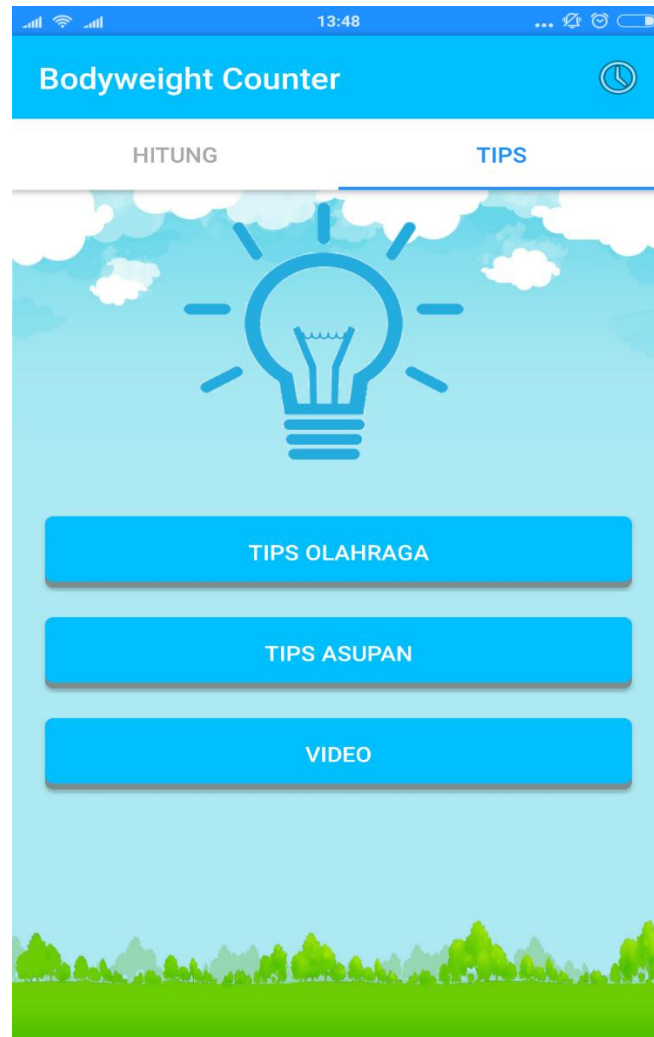 13:48
Bodyweight Counter
HITUNG
TIPS
TIPS OLAHRAGA
TIPS ASUPAN
VIDEO